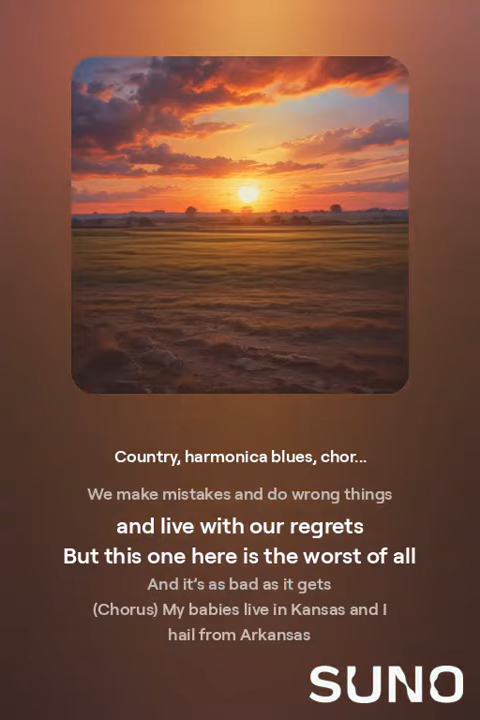 Country, harmonica blues, chor...
We make mistakes and do wrong things
and live with our regrets
But this one here is the worst of all
And it’s as bad as it gets
(Chorus) My babies live in Kansas and I
hail from Arkansas
SUNO